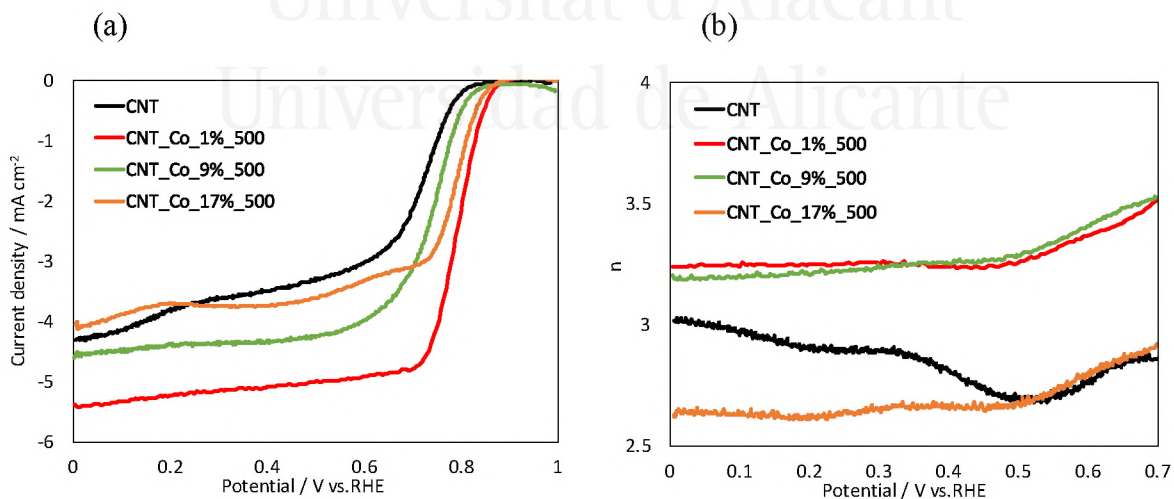 Universitat d'Alacant
Universidad de Alicante
(a)
0
-1
-2
-3
-4
-5
-6
Current density / mA cm-2
CNT
CNT_Co_1%_500
CNT_Co_9%_500
CNT_Co_17%_500
0
0.2
0.4
0.6
0.8
1
Potential / V vs.RHE
(b)
4
3.5
3
2.5
n
CNT
CNT_Co_1%_500
CNT_Co_9%_500
CNT_Co_17%_500
0
0.1
0.2
0.3
0.4
0.5
0.6
0.7
Potential / V vs.RHE